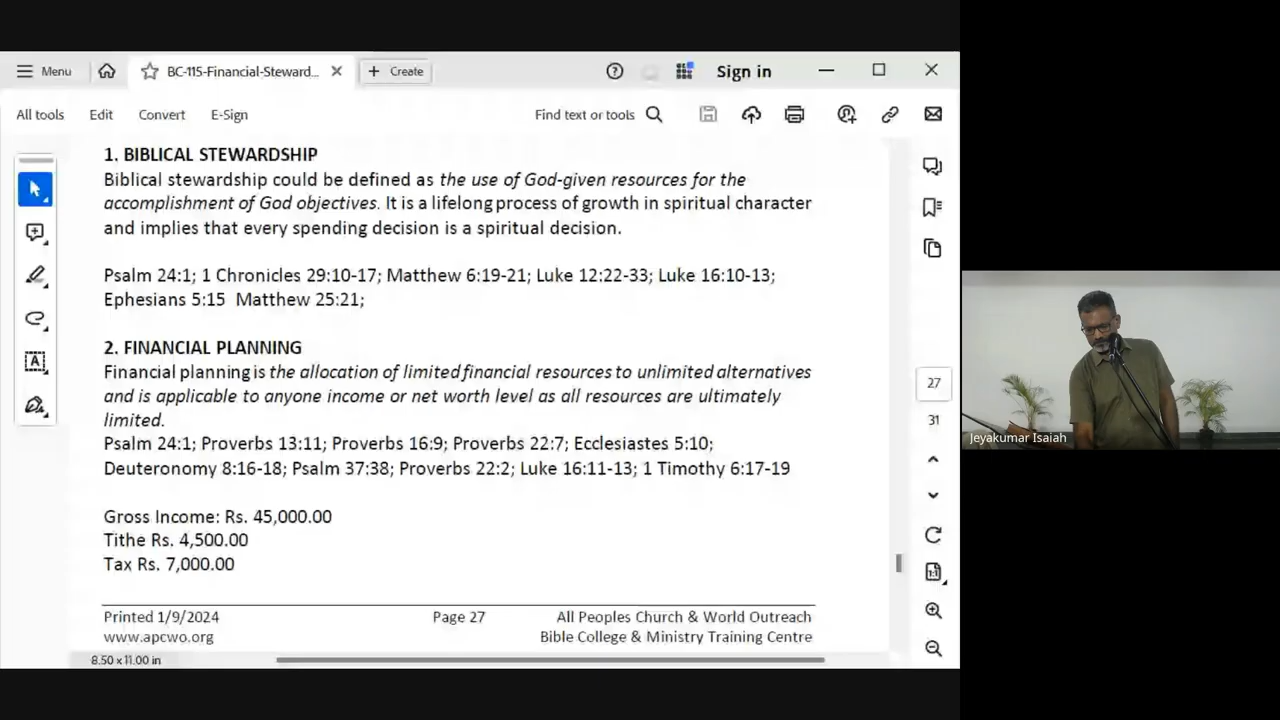 Menu
BC-115-Financial-Steward...
Create
Sign in
All tools
Edit
Convert
E-Sign
Find text or tools
1. BIBLICAL STEWARDSHIP
Biblical stewardship could be defined as the use of God-given resources for the
accomplishment of God objectives. It is a lifelong process of growth in spiritual character
and implies that every spending decision is a spiritual decision.
Psalm 24:1; 1 Chronicles 29:10-17; Matthew 6:19-21; Luke 12:22-33; Luke 16:10-13;
Ephesians 5:15  Matthew 25:21;
2. FINANCIAL PLANNING
Financial planning is the allocation of limited financial resources to unlimited alternatives
and is applicable to anyone income or net worth level as all resources are ultimately
limited.
Psalm 24:1; Proverbs 13:11; Proverbs 16:9; Proverbs 22:7; Ecclesiastes 5:10;
Deuteronomy 8:16-18; Psalm 37:38; Proverbs 22:2; Luke 16:11-13; 1 Timothy 6:17-19
Gross Income: Rs. 45,000.00
Tithe Rs. 4,500.00
Tax Rs. 7,000.00
Printed 1/9/2024 Page 27 All Peoples Church & World Outreach
www.apcwo.org Bible College & Ministry Training Centre
8.50 x 11.00 in
27
31
1:1
Jeyakumar Isaiah